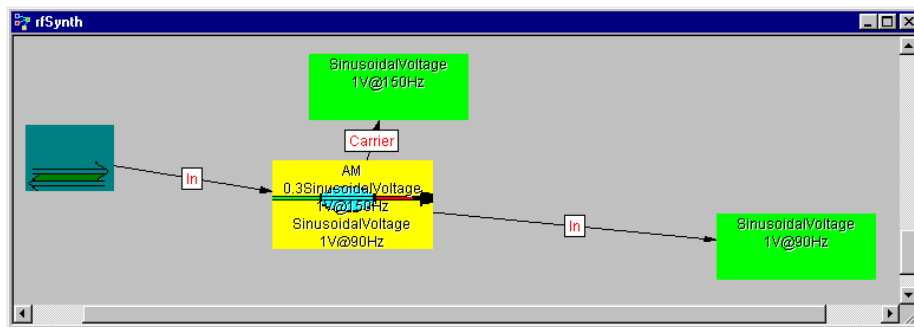 rfSynth
SinusoidalVoltage
1V@150Hz
Carrier
In
AM
0.3SinusoidalVoltage
1V@150Hz
SinusoidalVoltage
1V@90Hz
In
SinusoidalVoltage
1V@90Hz